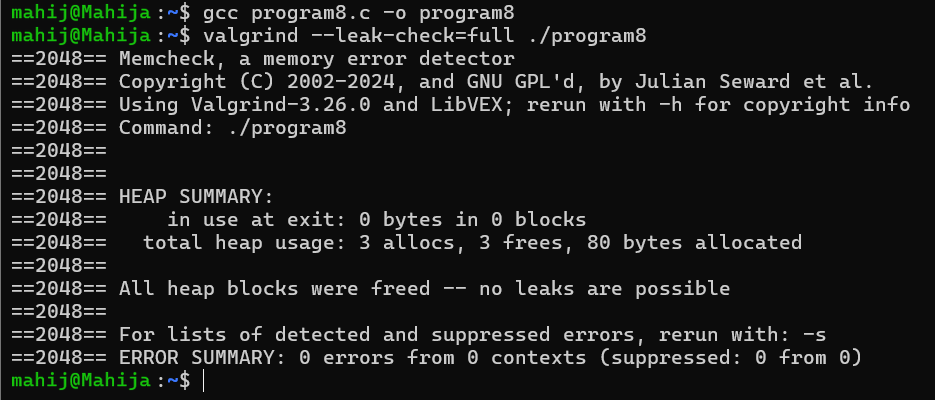 mahij@Mahija:~$ gcc program8.c -o program8
mahij@Mahija:~$ valgrind --leak-check=full ./program8
==2048== Memcheck, a memory error detector
==2048== Copyright (C) 2002-2024, and GNU GPL'd, by Julian Seward et al.
==2048== Using Valgrind-3.26.0 and LibVEX; rerun with -h for copyright info
==2048== Command: ./program8
==2048==
==2048==
==2048== HEAP SUMMARY:
==2048==     in use at exit: 0 bytes in 0 blocks
==2048==   total heap usage: 3 allocs, 3 frees, 80 bytes allocated
==2048==
==2048== All heap blocks were freed -- no leaks are possible
==2048==
==2048== For lists of detected and suppressed errors, rerun with: -s
==2048== ERROR SUMMARY: 0 errors from 0 contexts (suppressed: 0 from 0)
mahij@Mahija:~$